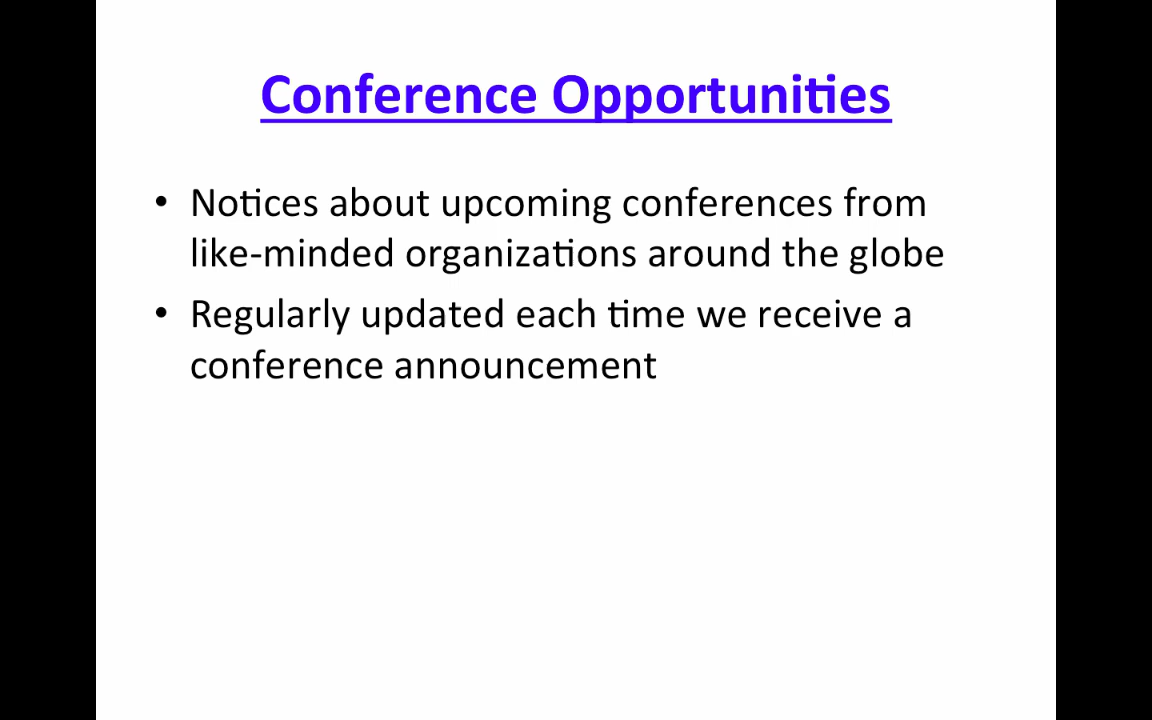 Conference Opportunities
• Notices about upcoming conferences from
like-minded organizations around the globe
• Regularly updated each time we receive a
conference announcement